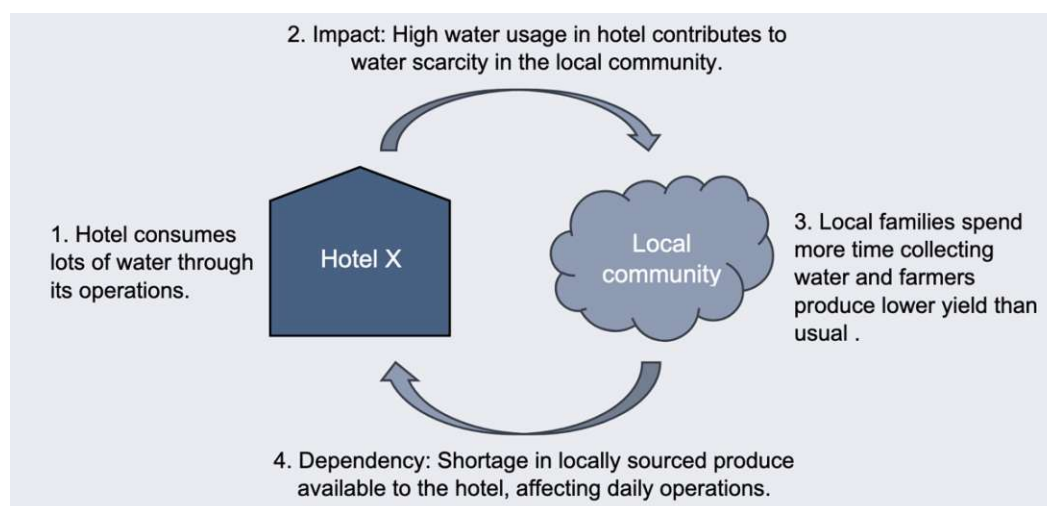 2. Impact: High water usage in hotel contributes to
water scarcity in the local community.
1. Hotel consumes
lots of water through
its operations.
Hotel X
Local
community
3. Local families spend
more time collecting
water and farmers
produce lower yield than
usual .
4. Dependency: Shortage in locally sourced produce
available to the hotel, affecting daily operations.